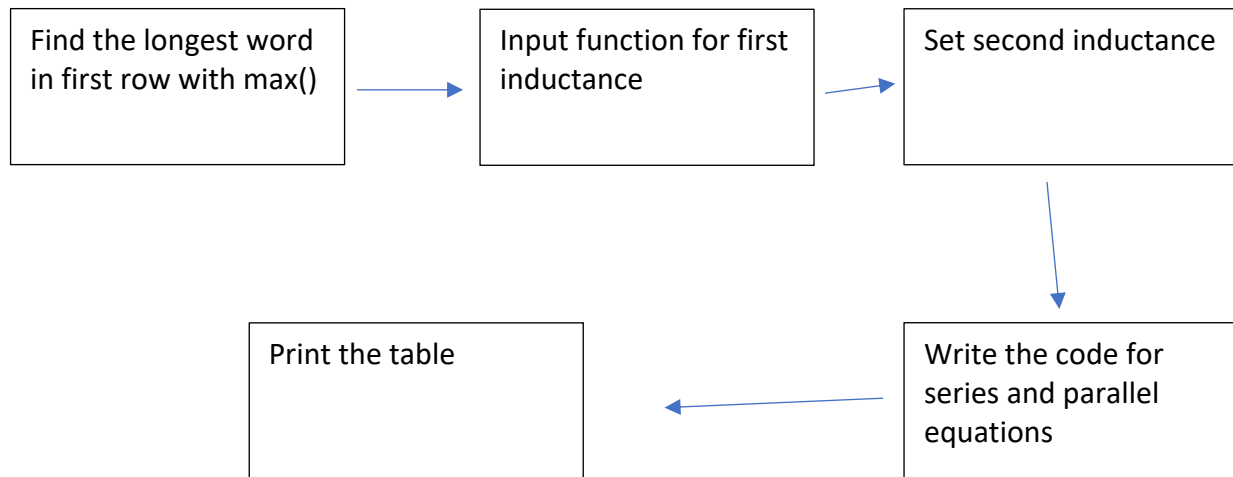 Find the longest word
in first row with max()
Input function for first
inductance
Set second inductance
Write the code for
series and parallel
equations
Print the table